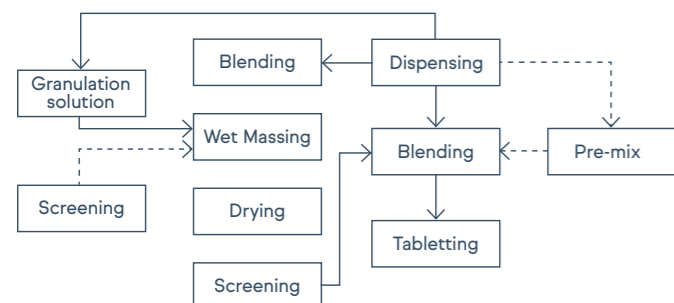 Blending
Dispensing
Granulation
solution
Wet Massing
Blending
Pre-mix
Screening
Drying
Tabletting
Screening